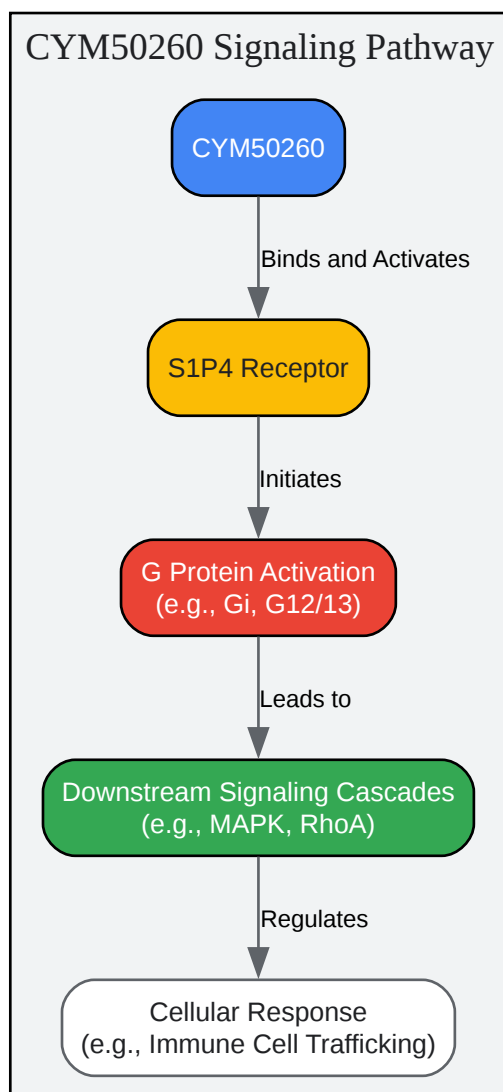 CYM50260 Signaling Pathway
CYM50260
Binds and Activates
S1P4 Receptor
Initiates
G Protein Activation
(e.g., Gi, G12/13)
Leads to
Downstream Signaling Cascades
(e.g., MAPK, RhoA)
Regulates
Cellular Response
(e.g., Immune Cell Trafficking)